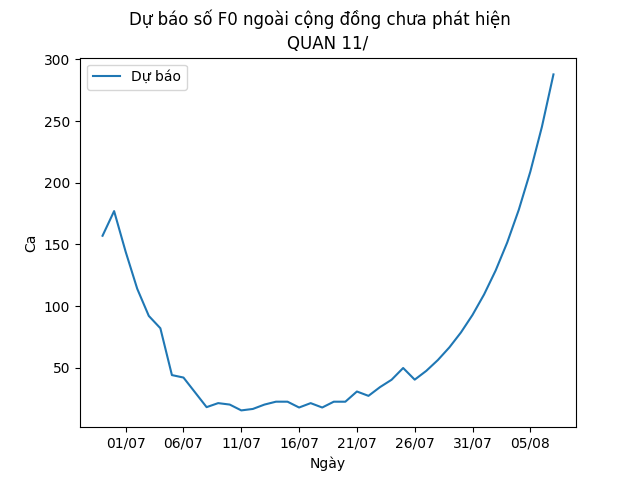 Dự báo số F0 ngoài cộng đồng chưa phát hiện
QUAN 11/
Dự báo
Ca
300
250
200
150
100
50
01/07 06/07 11/07 16/07 21/07 26/07 31/07 05/08
Ngày